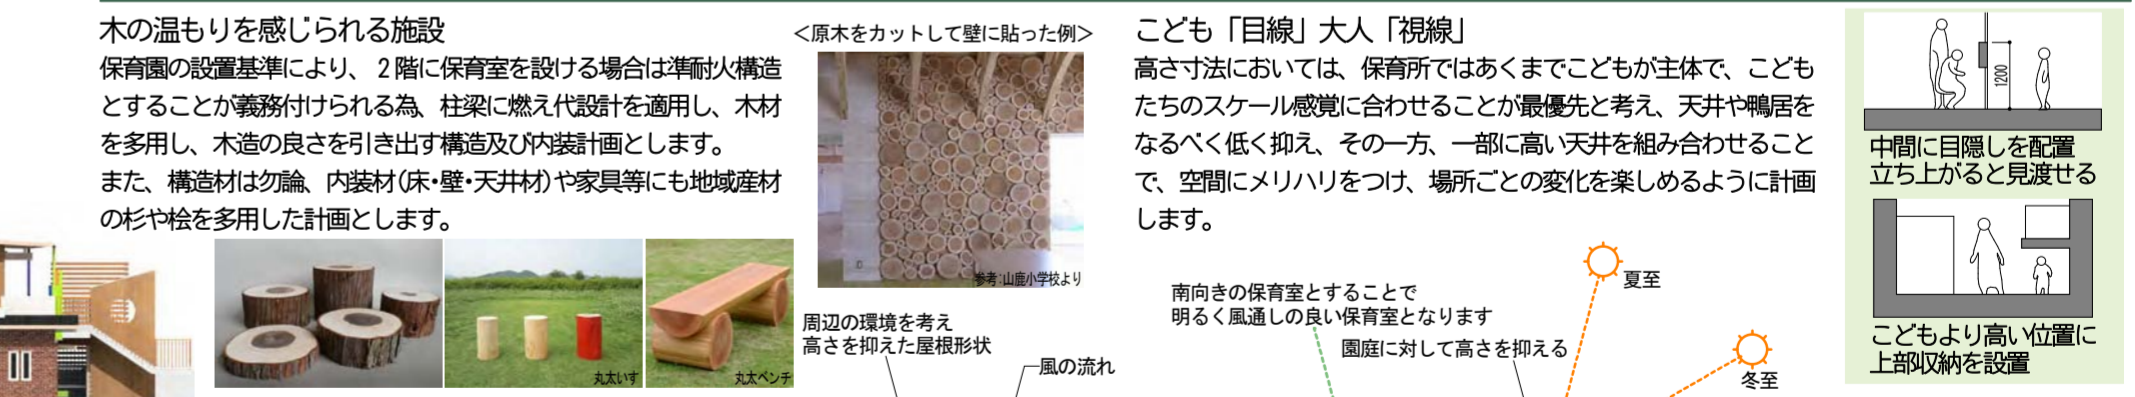 木の温もりを感じられる施設
保育園の設置基準により、2階に保育室を設ける場合は準耐火構造
とすることが義務付けられる為、柱梁に燃え代設計を適用し、木材
を多用し、木造の良さを引き出す構造及び内装計画とします。
また、構造材は勿論、内装材(床・壁・天井材)や家具等にも地域産材
の杉や桧を多用した計画とします。
丸太いす
丸太ベンチ
<原木をカットして壁に貼った例>
参考:山鹿小学校より
周辺の環境を考え
高さを抑えた屋根形状
風の流れ
こども「目線」大人「視線」
高さ寸法においては、保育所ではあくまでこどもが主体で、こども
たちのスケール感覚に合わせることが最優先と考え、天井や鴨居を
なるべく低く抑え、その一方、一部に高い天井を組み合わせること
で、空間にメリハリをつけ、場所ごとの変化を楽しめるように計画
します。
南向きの保育室とすることで
明るく風通しの良い保育室となります
園庭に対して高さを抑える
夏至
冬至
1200
中間に目隠しを配置
立ち上がると見渡せる
こどもより高い位置に
上部収納を設置